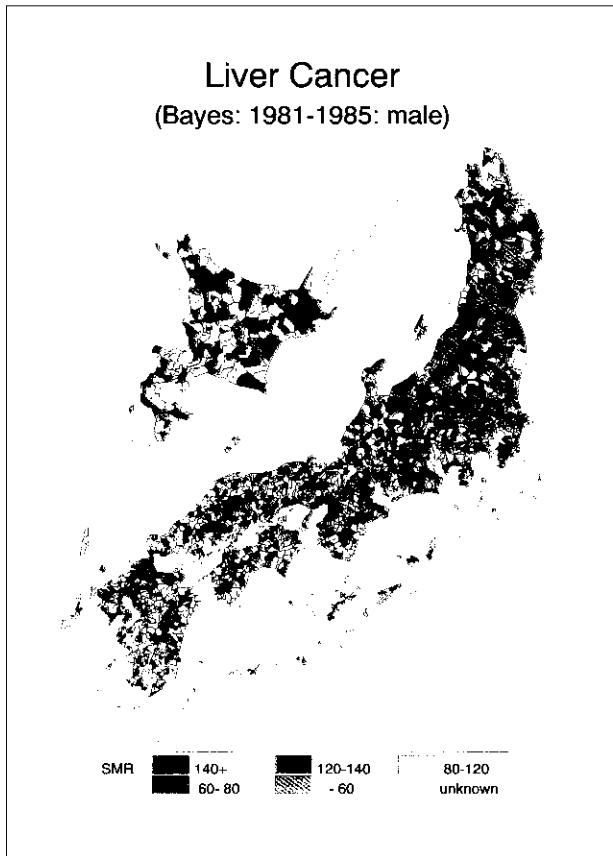 Liver Cancer
(Bayes: 1981-1985: male)
SMR 140+ 120-140 80-120
60- 80 - 60 unknown